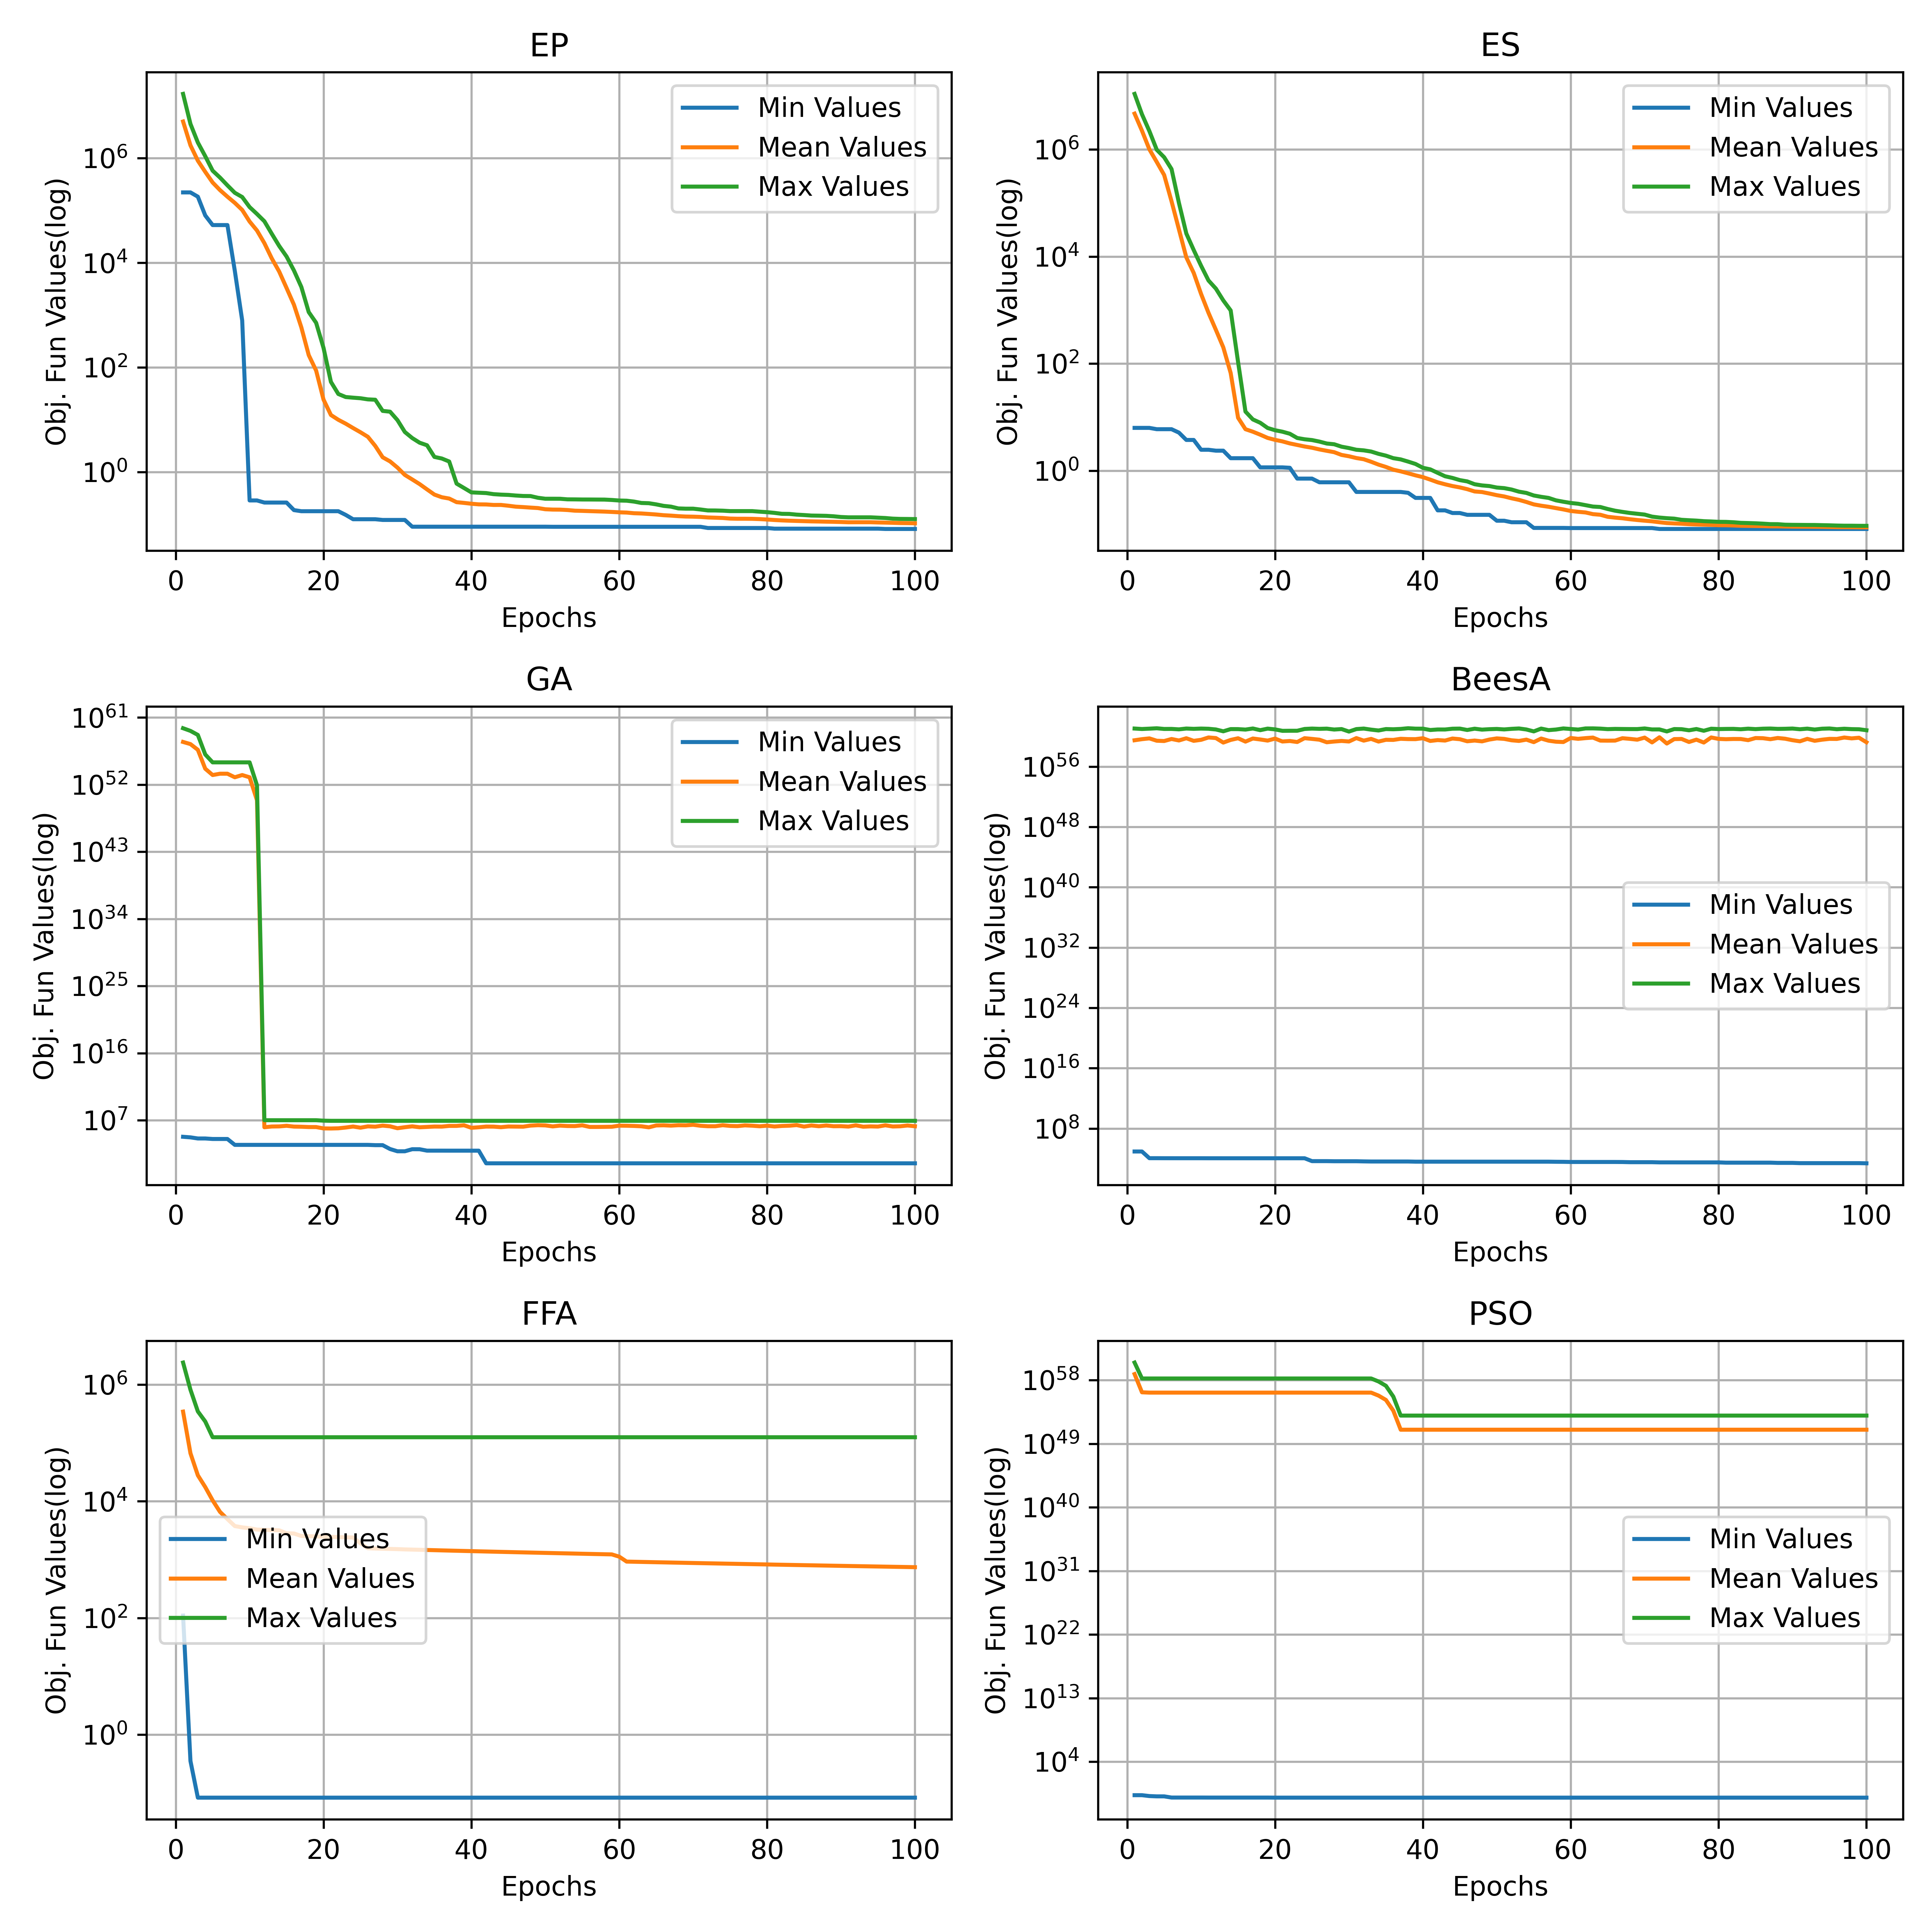 EP
10^6
10^4
10^2
10^0
Obj. Fun Values(log)
Min Values
Mean Values
Max Values
0 20 40 60 80 100
Epochs
ES
10^6
10^4
10^2
10^0
Obj. Fun Values(log)
Min Values
Mean Values
Max Values
0 20 40 60 80 100
Epochs
GA
10^61
10^52
10^43
10^34
10^25
10^16
10^7
Obj. Fun Values(log)
Min Values
Mean Values
Max Values
0 20 40 60 80 100
Epochs
BeesA
10^56
10^48
10^40
10^32
10^24
10^16
10^8
Obj. Fun Values(log)
Min Values
Mean Values
Max Values
0 20 40 60 80 100
Epochs
FFA
10^6
10^4
10^2
10^0
Obj. Fun Values(log)
Min Values
Mean Values
Max Values
0 20 40 60 80 100
Epochs
PSO
10^58
10^49
10^40
10^31
10^22
10^13
10^4
Obj. Fun Values(log)
Min Values
Mean Values
Max Values
0 20 40 60 80 100
Epochs